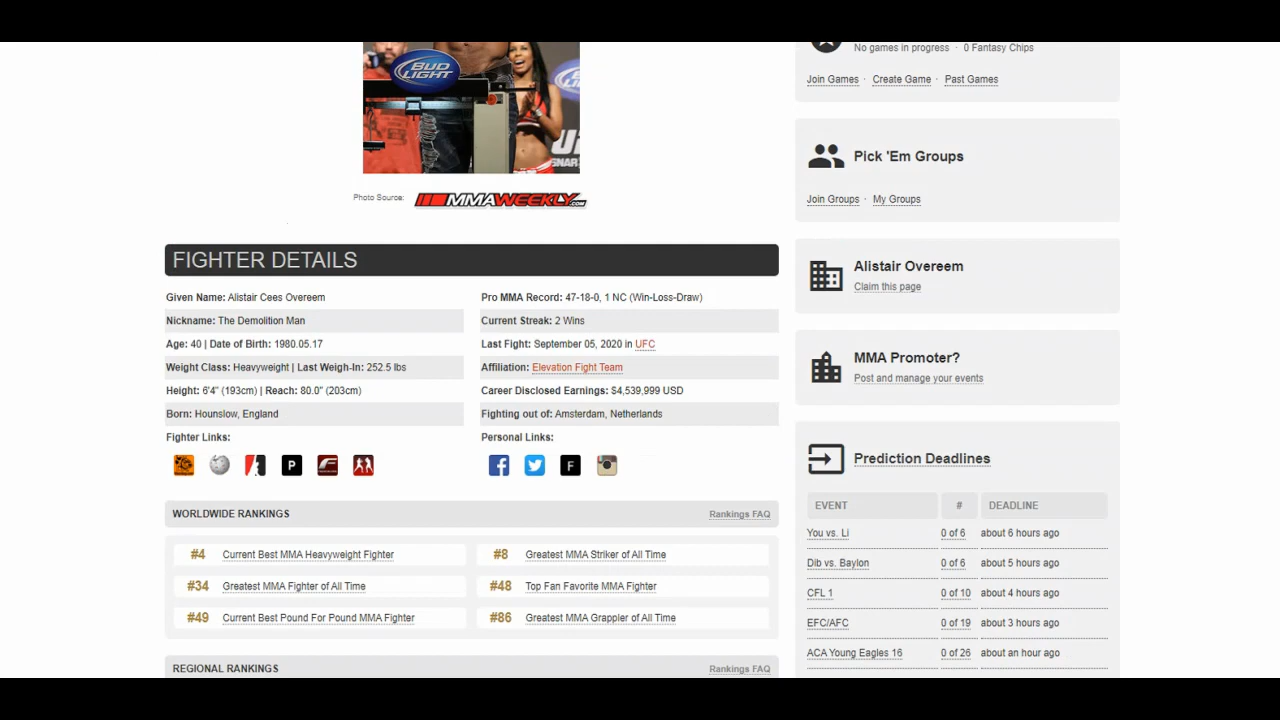 BUD
LIGHT
SNAR
Photo Source: MMAWEEKLY.COM
FIGHTER DETAILS
Given Name: Alistair Cees Overeem
Nickname: The Demolition Man
Age: 40 | Date of Birth: 1980.05.17
Weight Class: Heavyweight | Last Weigh-In: 252.5 lbs
Height: 6'4" (193cm) | Reach: 80.0" (203cm)
Born: Hounslow, England
Fighter Links:
P
Pro MMA Record: 47-18-0, 1 NC (Win-Loss-Draw)
Current Streak: 2 Wins
Last Fight: September 05, 2020 in UFC
Affiliation: Elevation Fight Team
Career Disclosed Earnings: $4,539,999 USD
Fighting out of: Amsterdam, Netherlands
Personal Links:
F
WORLDWIDE RANKINGS Rankings FAQ
#4 Current Best MMA Heavyweight Fighter
#34 Greatest MMA Fighter of All Time
#49 Current Best Pound For Pound MMA Fighter
#8 Greatest MMA Striker of All Time
#48 Top Fan Favorite MMA Fighter
#86 Greatest MMA Grappler of All Time
REGIONAL RANKINGS Rankings FAQ
No games in progress · 0 Fantasy Chips
Join Games · Create Game · Past Games
Pick 'Em Groups
Join Groups · My Groups
Alistair Overeem
Claim this page
MMA Promoter?
Post and manage your events
Prediction Deadlines
EVENT # DEADLINE
You vs. Li 0 of 6 about 6 hours ago
Dib vs. Baylon 0 of 6 about 5 hours ago
CFL 1 0 of 10 about 4 hours ago
EFC/AFC 0 of 19 about 3 hours ago
ACA Young Eagles 16 0 of 26 about an hour ago